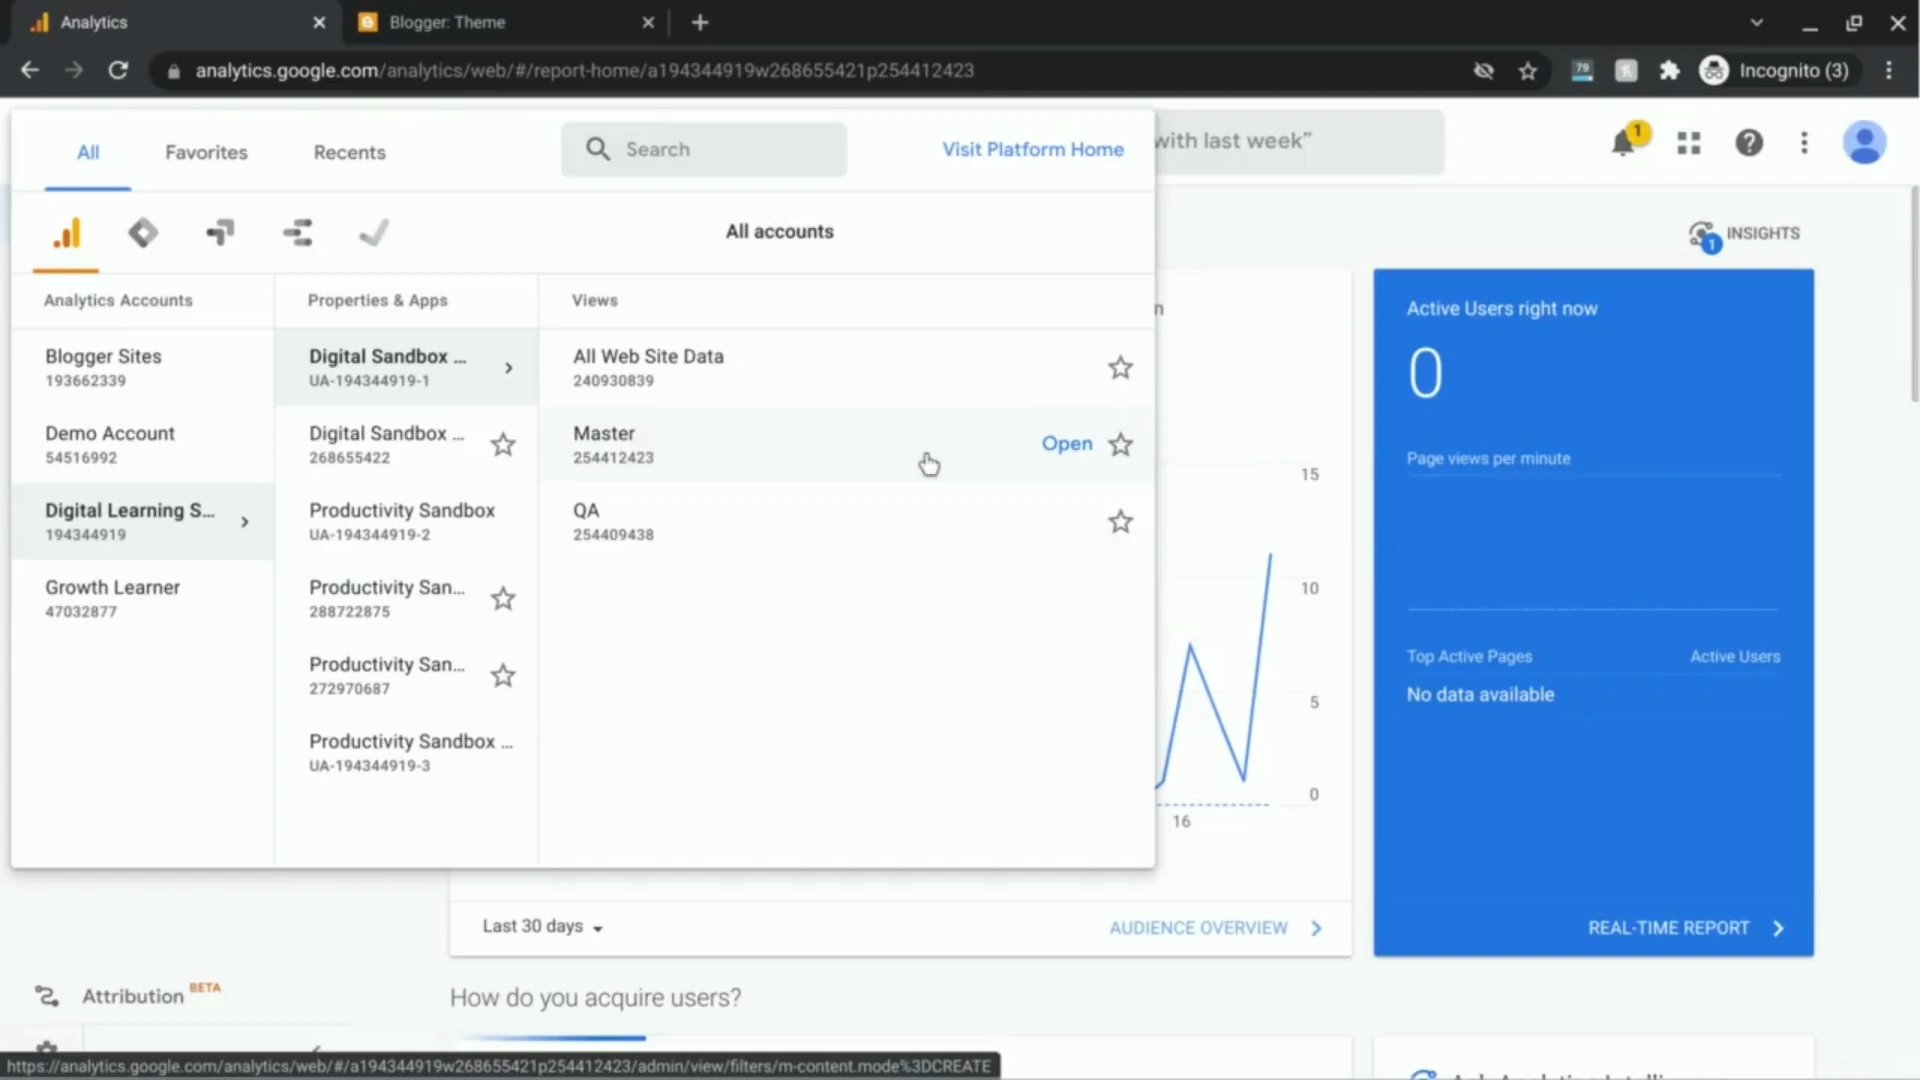 Analytics
Blogger: Theme
analytics.google.com/analytics/web/#/report-home/a194344919w268655421p254412423
79
Incognito (3)
All
Favorites
Recents
Search
Visit Platform Home
with last week”
1
All accounts
1
INSIGHTS
Analytics Accounts
Properties & Apps
Views
Blogger Sites
193662339
Demo Account
54516992
Digital Learning S...
194344919
Growth Learner
47032877
Digital Sandbox ...
UA-194344919-1
Digital Sandbox ...
268655422
Productivity Sandbox
UA-194344919-2
Productivity San...
288722875
Productivity San...
272970687
Productivity Sandbox ...
UA-194344919-3
All Web Site Data
240930839
Master
254412423
Open
QA
254409438
n
15
10
5
0
16
Active Users right now
0
Page views per minute
Top Active Pages
Active Users
No data available
REAL-TIME REPORT
Last 30 days
AUDIENCE OVERVIEW
Attribution BETA
How do you acquire users?
https://analytics.google.com/analytics/web/#/a194344919w268655421p254412423/admin/view/filters/m-content.mode%3DCREATE